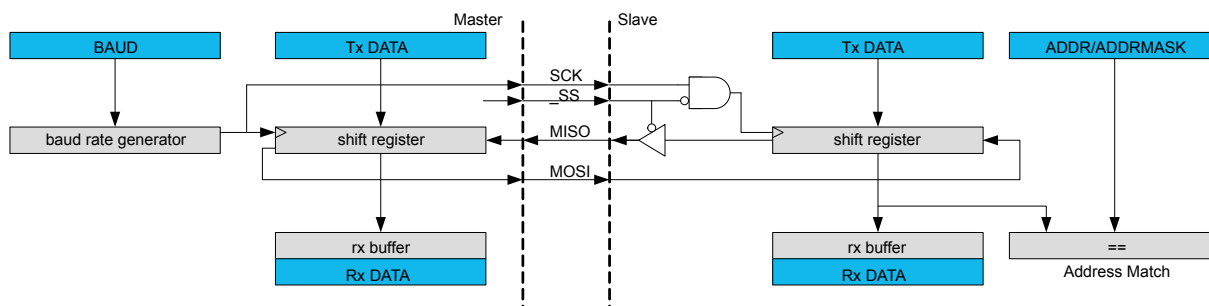 Master
Slave
BAUD
Tx DATA
Tx DATA
ADDR/ADDRMASK
SCK
_SS
baud rate generator
shift register
MISO
shift register
MOSI
rx buffer
rx buffer
==
Rx DATA
Rx DATA
Address Match